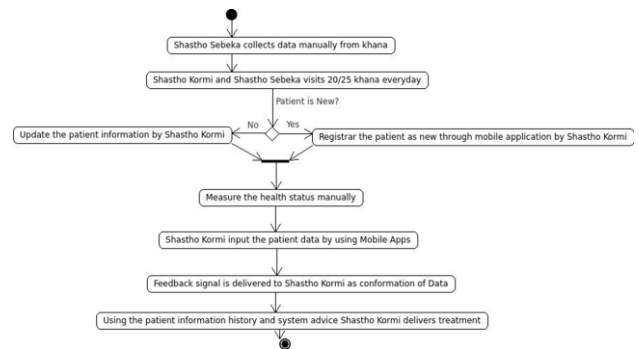 Shastho Sebeka collects data manually from khana
Shastho Kormi and Shastho Sebeka visits 20/25 khana everyday
Patient is New?
No
Yes
Update the patient information by Shastho Kormi
Registrar the patient as new through mobile application by Shastho Kormi
Measure the health status manually
Shastho Kormi input the patient data by using Mobile Apps
Feedback signal is delivered to Shastho Kormi as conformation of Data
Using the patient information history and system advice Shastho Kormi delivers treatment